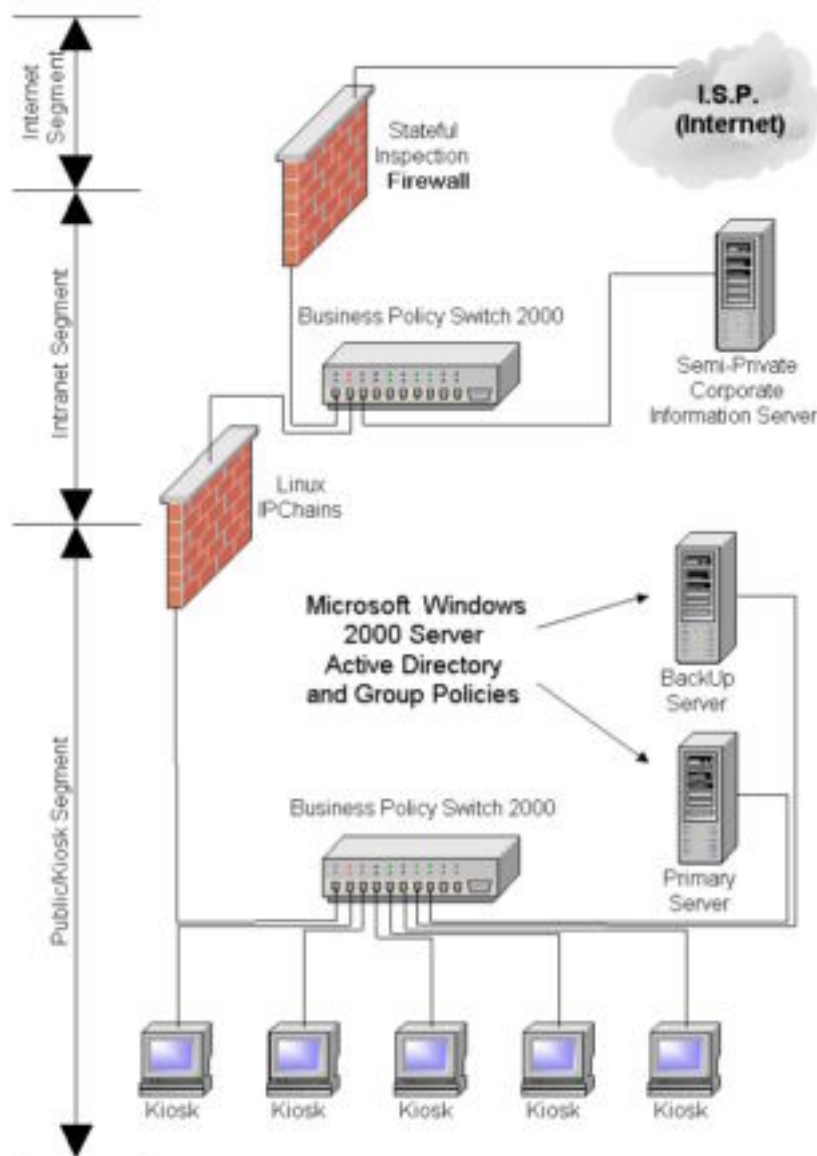 Internet
Segment
I.S.P.
(Internet)
Stateful
Inspection
Firewall
Intranet Segment
Business Policy Switch 2000
Semi-Private
Corporate
Information Server
Linux
IPChains
Public/Kiosk Segment
Microsoft Windows
2000 Server
Active Directory
and Group Policies
BackUp
Server
Business Policy Switch 2000
Primary
Server
Kiosk
Kiosk
Kiosk
Kiosk
Kiosk